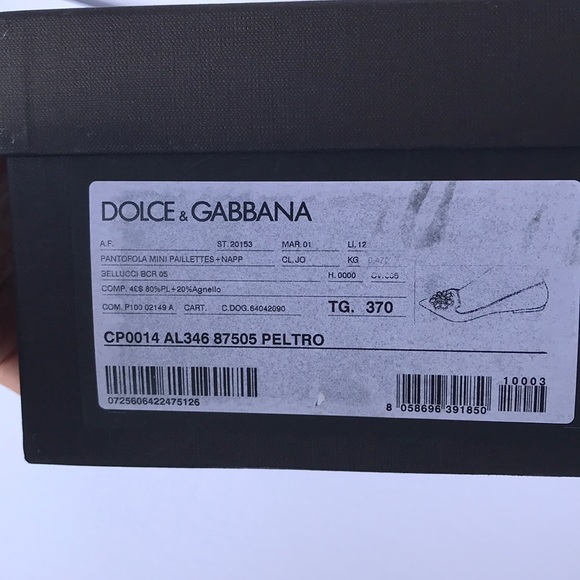 DOLCE & GABBANA
A.F. ST. 20153 MAR. 01 LI. 12
PANTOFOLA MINI PAILLETTES+NAPP CL. JO KG
BELLUCCI BCR 05 H. 0000
COMP. 4ES 80%PL+20%Agnello
COM. P100 02149 A CART. C.DOG. 64042090 TG. 370
CP0014 AL346 87505 PELTRO
0725606422475126
10003
8 058696 391850